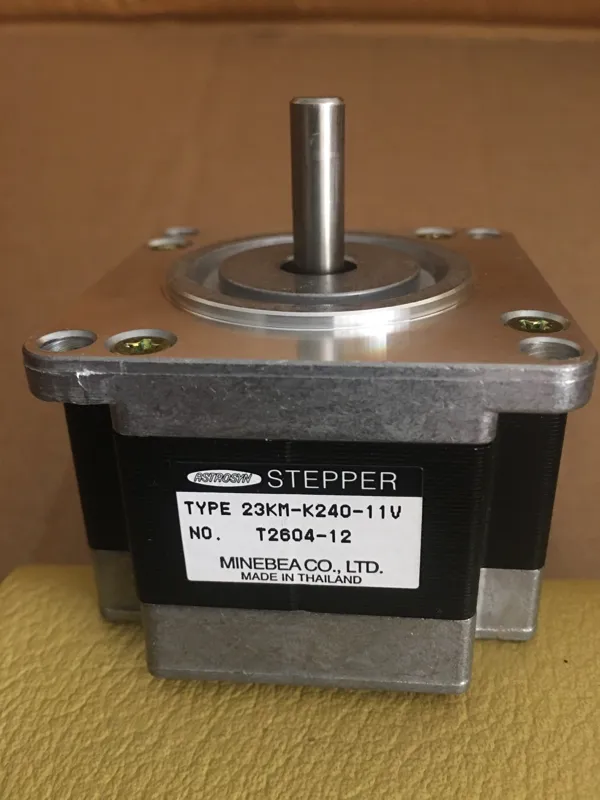 ASTROSYN STEPPER
TYPE 23KM-K240-11V
NO. T2604-12
MINEBEA CO., LTD.
MADE IN THAILAND